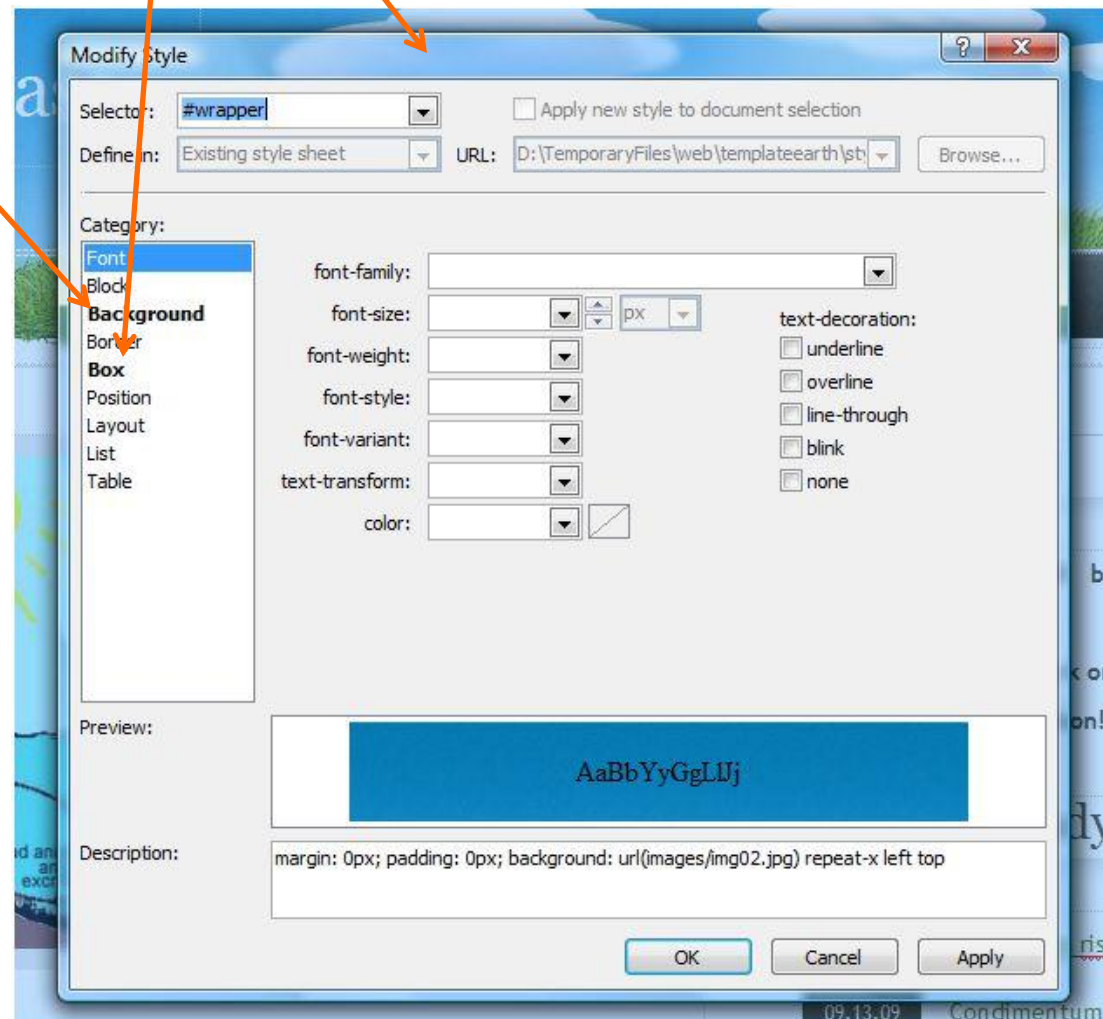 Modify Style
as
Selector: #wrapper
Apply new style to document selection
Define in: Existing style sheet
URL: D:\TemporaryFiles\web\templateearth\sty
Browse...
Category:
Font
Block
Background
Border
Box
Position
Layout
List
Table
font-family:
font-size:
px
font-weight:
font-style:
font-variant:
text-transform:
color:
text-decoration:
underline
overline
line-through
blink
none
Preview:
AaBbYyGgLlJj
Description:
margin: 0px; padding: 0px; background: url(images/img02.jpg) repeat-x left top
OK
Cancel
Apply
09.13.09 Condimentum